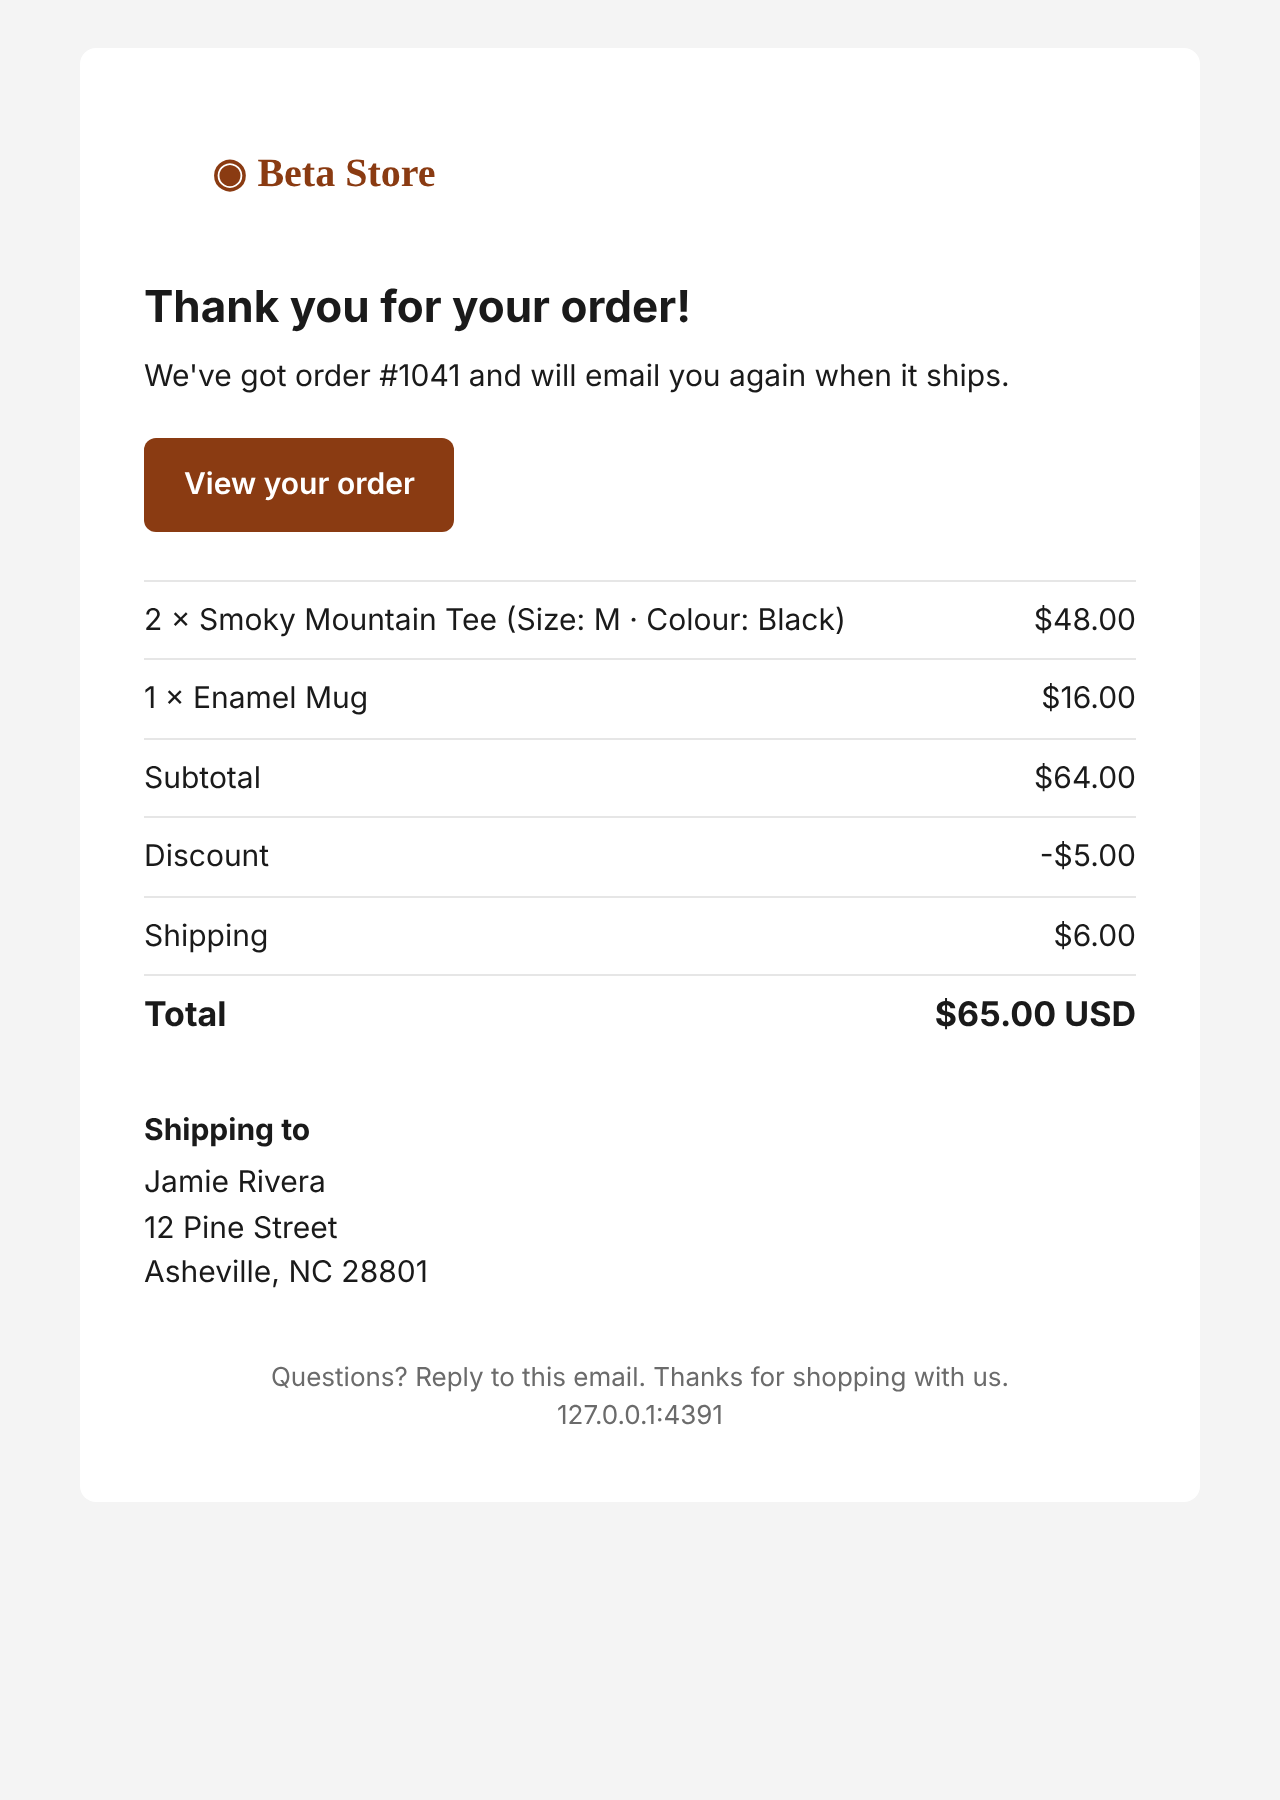 ◉ Beta Store
Thank you for your order!
We've got order #1041 and will email you again when it ships.
View your order
2 × Smoky Mountain Tee (Size: M · Colour: Black) $48.00
1 × Enamel Mug $16.00
Subtotal $64.00
Discount -$5.00
Shipping $6.00
Total $65.00 USD
Shipping to
Jamie Rivera
12 Pine Street
Asheville, NC 28801
Questions? Reply to this email. Thanks for shopping with us.
127.0.0.1:4391